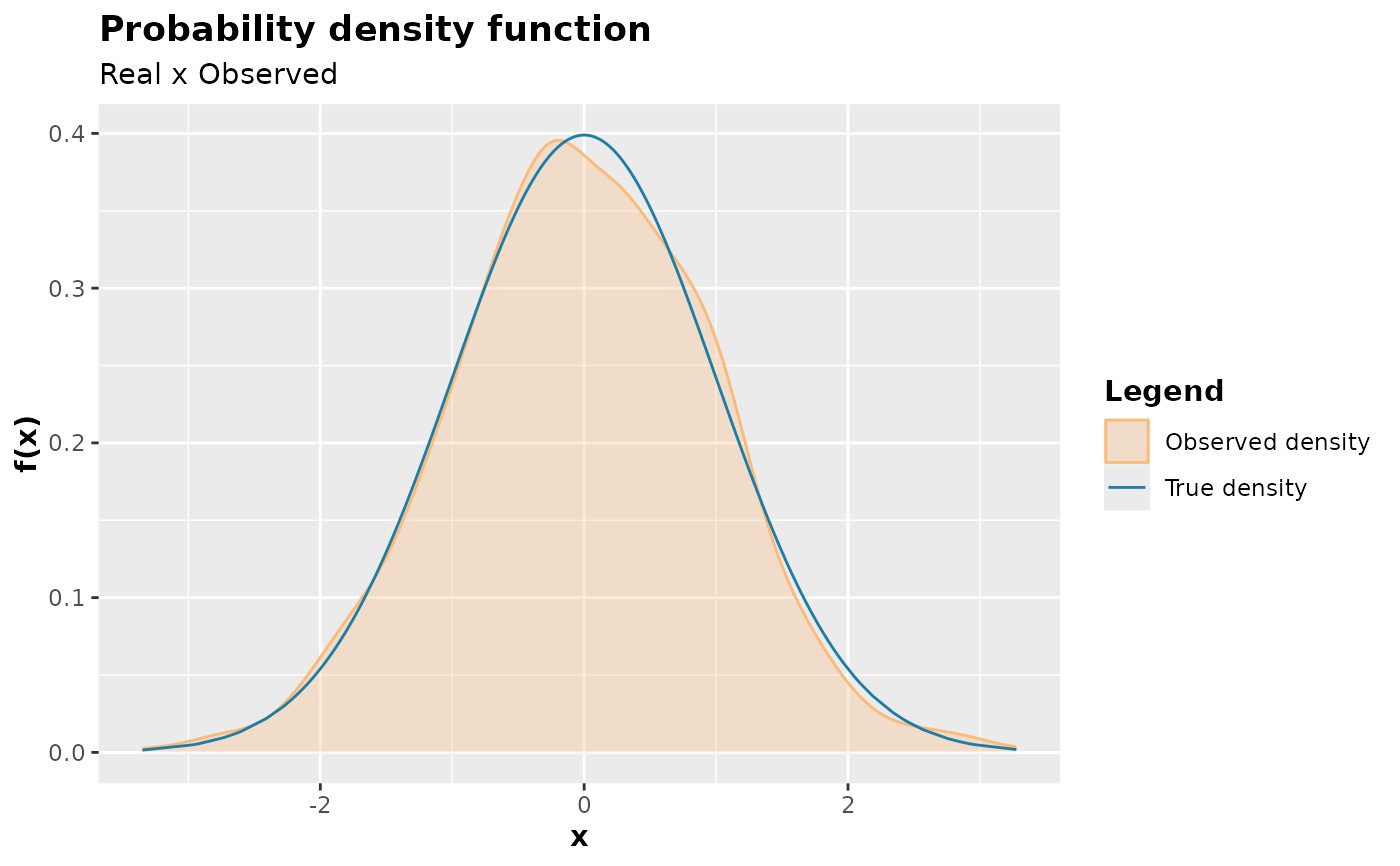 Probability density function
Real x Observed
f(x)
0.4
0.3
0.2
0.1
0.0
-2
0
2
x
Legend
Observed density
True density